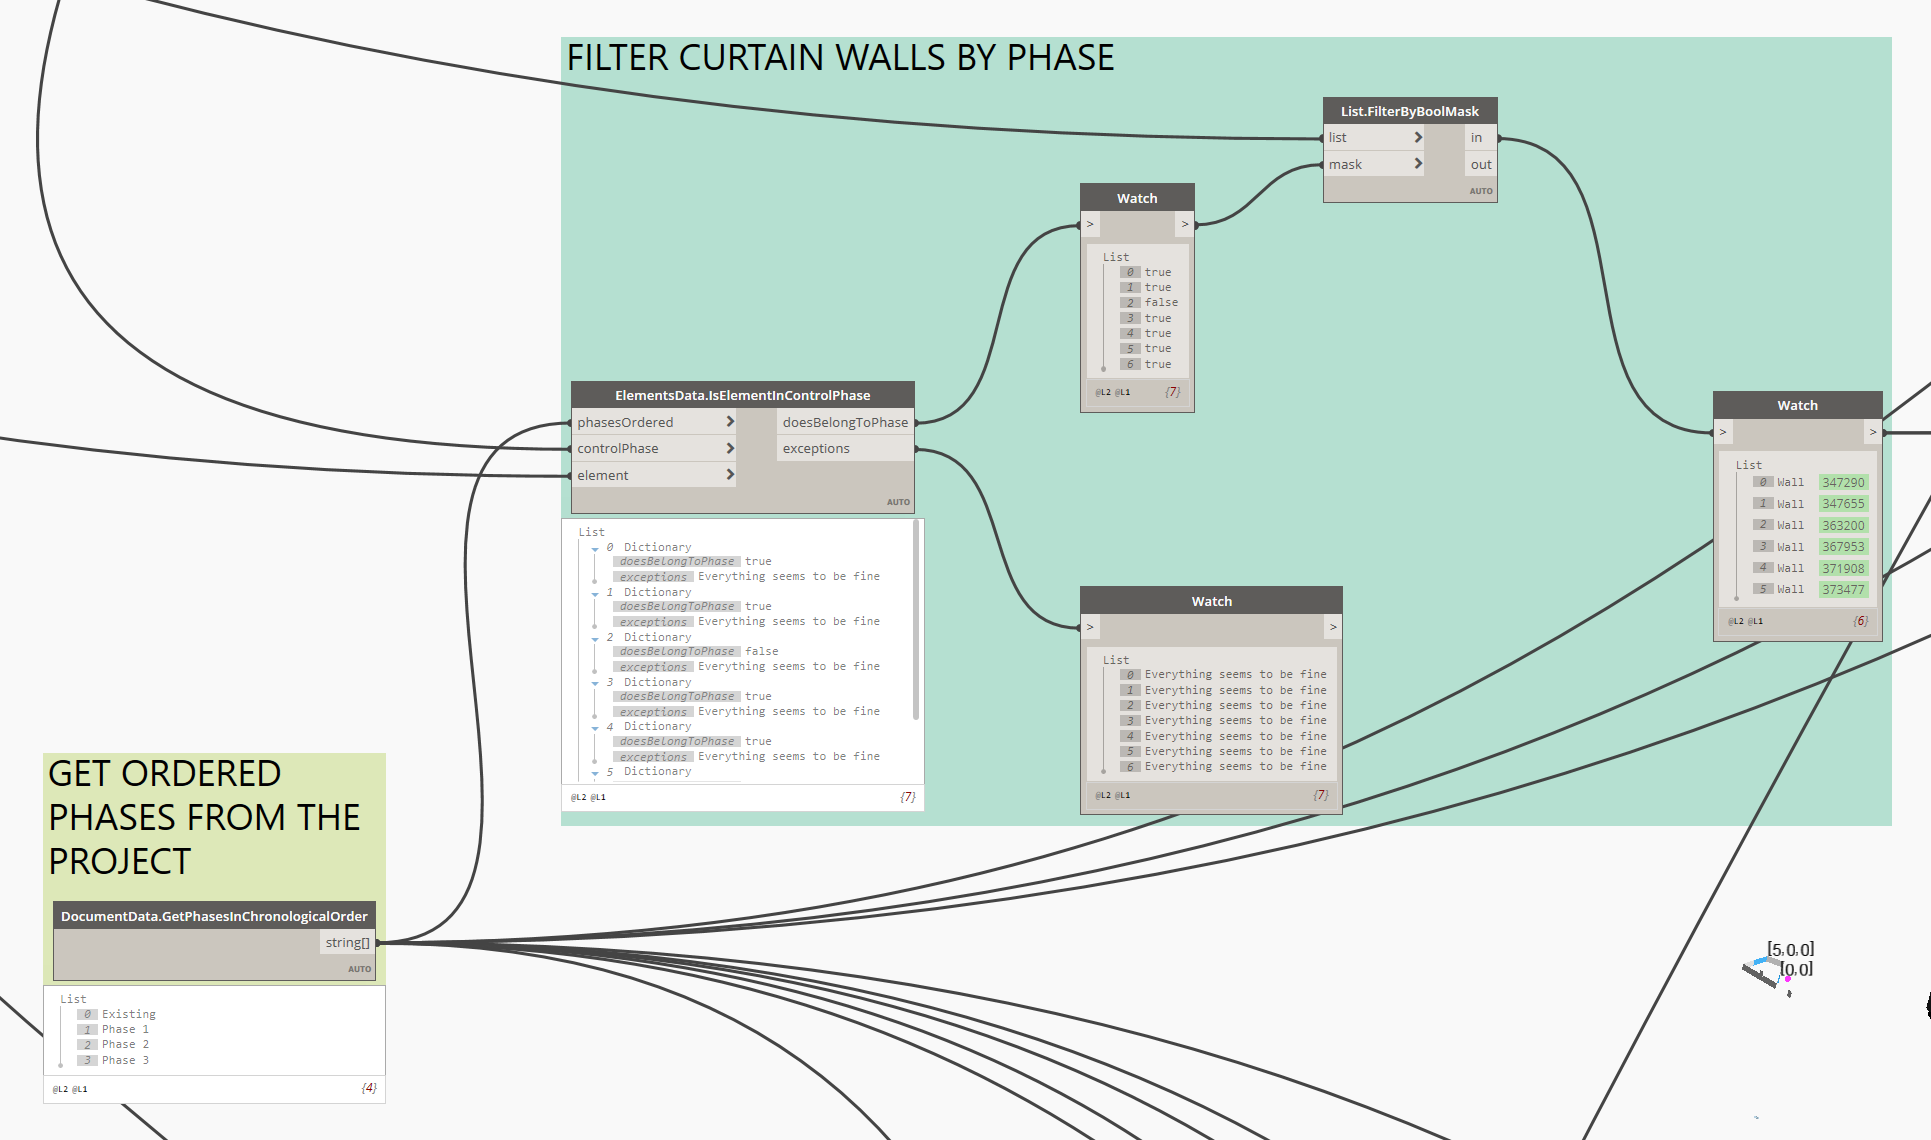 FILTER CURTAIN WALLS BY PHASE
List.FilterByBoolMask
list > in
mask > out
AUTO
Watch
> >
List
0 true
1 true
2 false
3 true
4 true
5 true
6 true
@L2 @L1 {7}
ElementsData.IsElementInControlPhase
phasesOrdered > doesBelongToPhase
controlPhase > exceptions
element >
AUTO
List
0 Dictionary
doesBelongToPhase true
exceptions Everything seems to be fine
1 Dictionary
doesBelongToPhase true
exceptions Everything seems to be fine
2 Dictionary
doesBelongToPhase false
exceptions Everything seems to be fine
3 Dictionary
doesBelongToPhase true
exceptions Everything seems to be fine
4 Dictionary
doesBelongToPhase true
exceptions Everything seems to be fine
5 Dictionary
@L2 @L1 {7}
Watch
> >
List
0 Everything seems to be fine
1 Everything seems to be fine
2 Everything seems to be fine
3 Everything seems to be fine
4 Everything seems to be fine
5 Everything seems to be fine
6 Everything seems to be fine
@L2 @L1 {7}
Watch
> >
List
0 Wall 347290
1 Wall 347655
2 Wall 363200
3 Wall 367953
4 Wall 371908
5 Wall 373477
@L2 @L1 {6}
GET ORDERED
PHASES FROM THE
PROJECT
DocumentData.GetPhasesInChronologicalOrder
string[]
AUTO
List
0 Existing
1 Phase 1
2 Phase 2
3 Phase 3
@L2 @L1 {4}
[5,0,0]
[0,0]